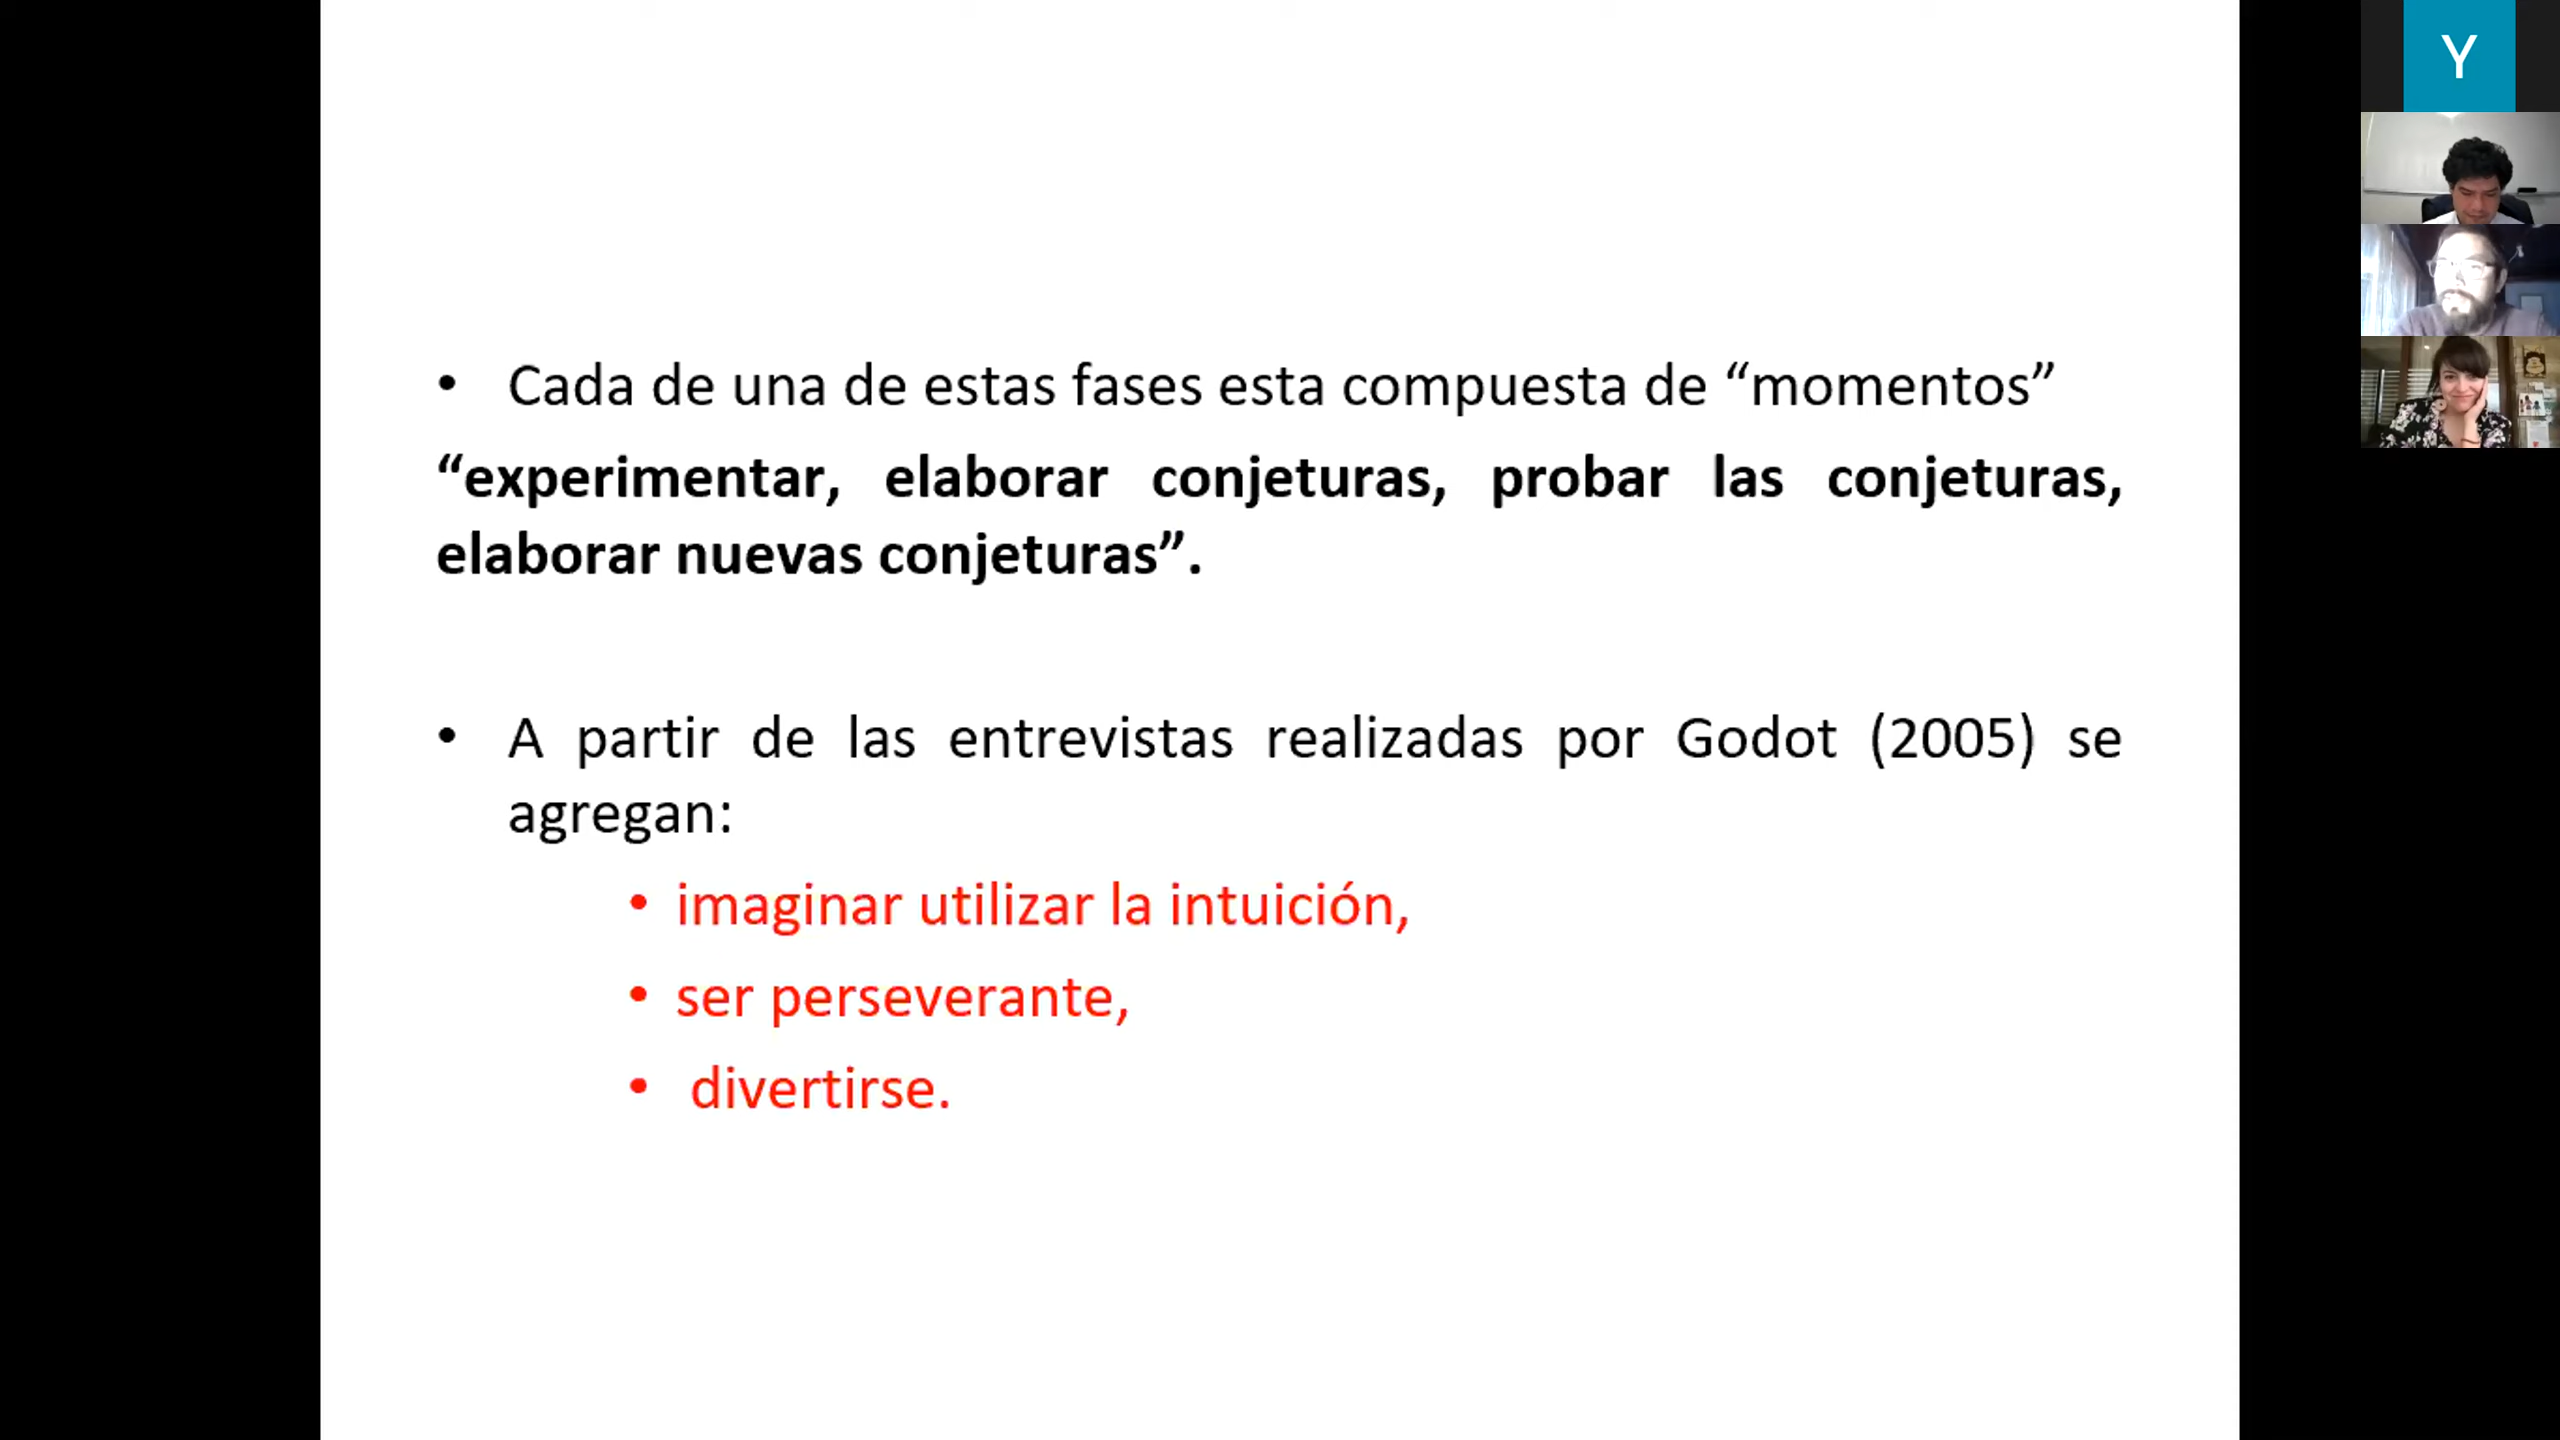 Y
• Cada de una de estas fases esta compuesta de “momentos”
“experimentar, elaborar conjeturas, probar las conjeturas,
elaborar nuevas conjeturas”.
• A partir de las entrevistas realizadas por Godot (2005) se
agregan:
• imaginar utilizar la intuición,
• ser perseverante,
• divertirse.